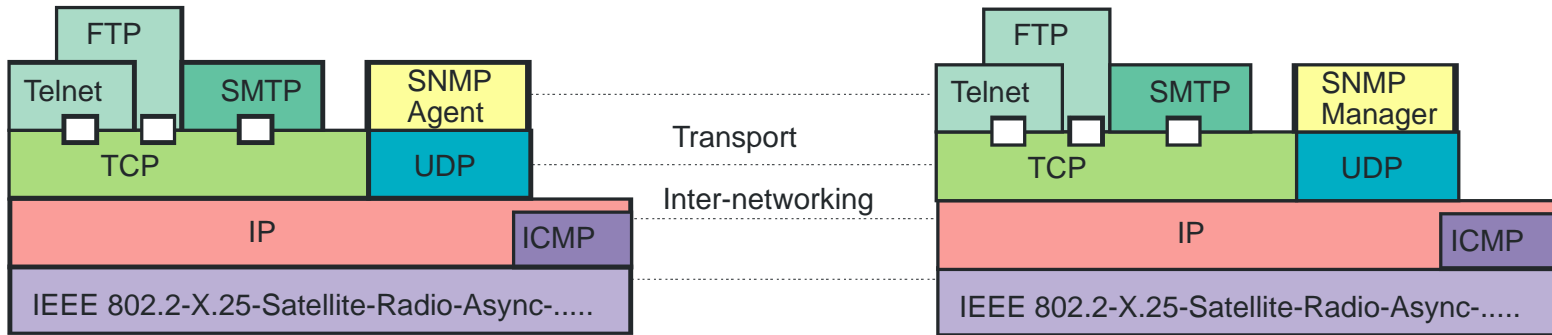 FTP
Telnet
SMTP
SNMP
Agent
TCP
UDP
IP
ICMP
IEEE 802.2-X.25-Satellite-Radio-Async-.....
Transport
Inter-networking
FTP
Telnet
SMTP
SNMP
Manager
TCP
UDP
IP
ICMP
IEEE 802.2-X.25-Satellite-Radio-Async-.....